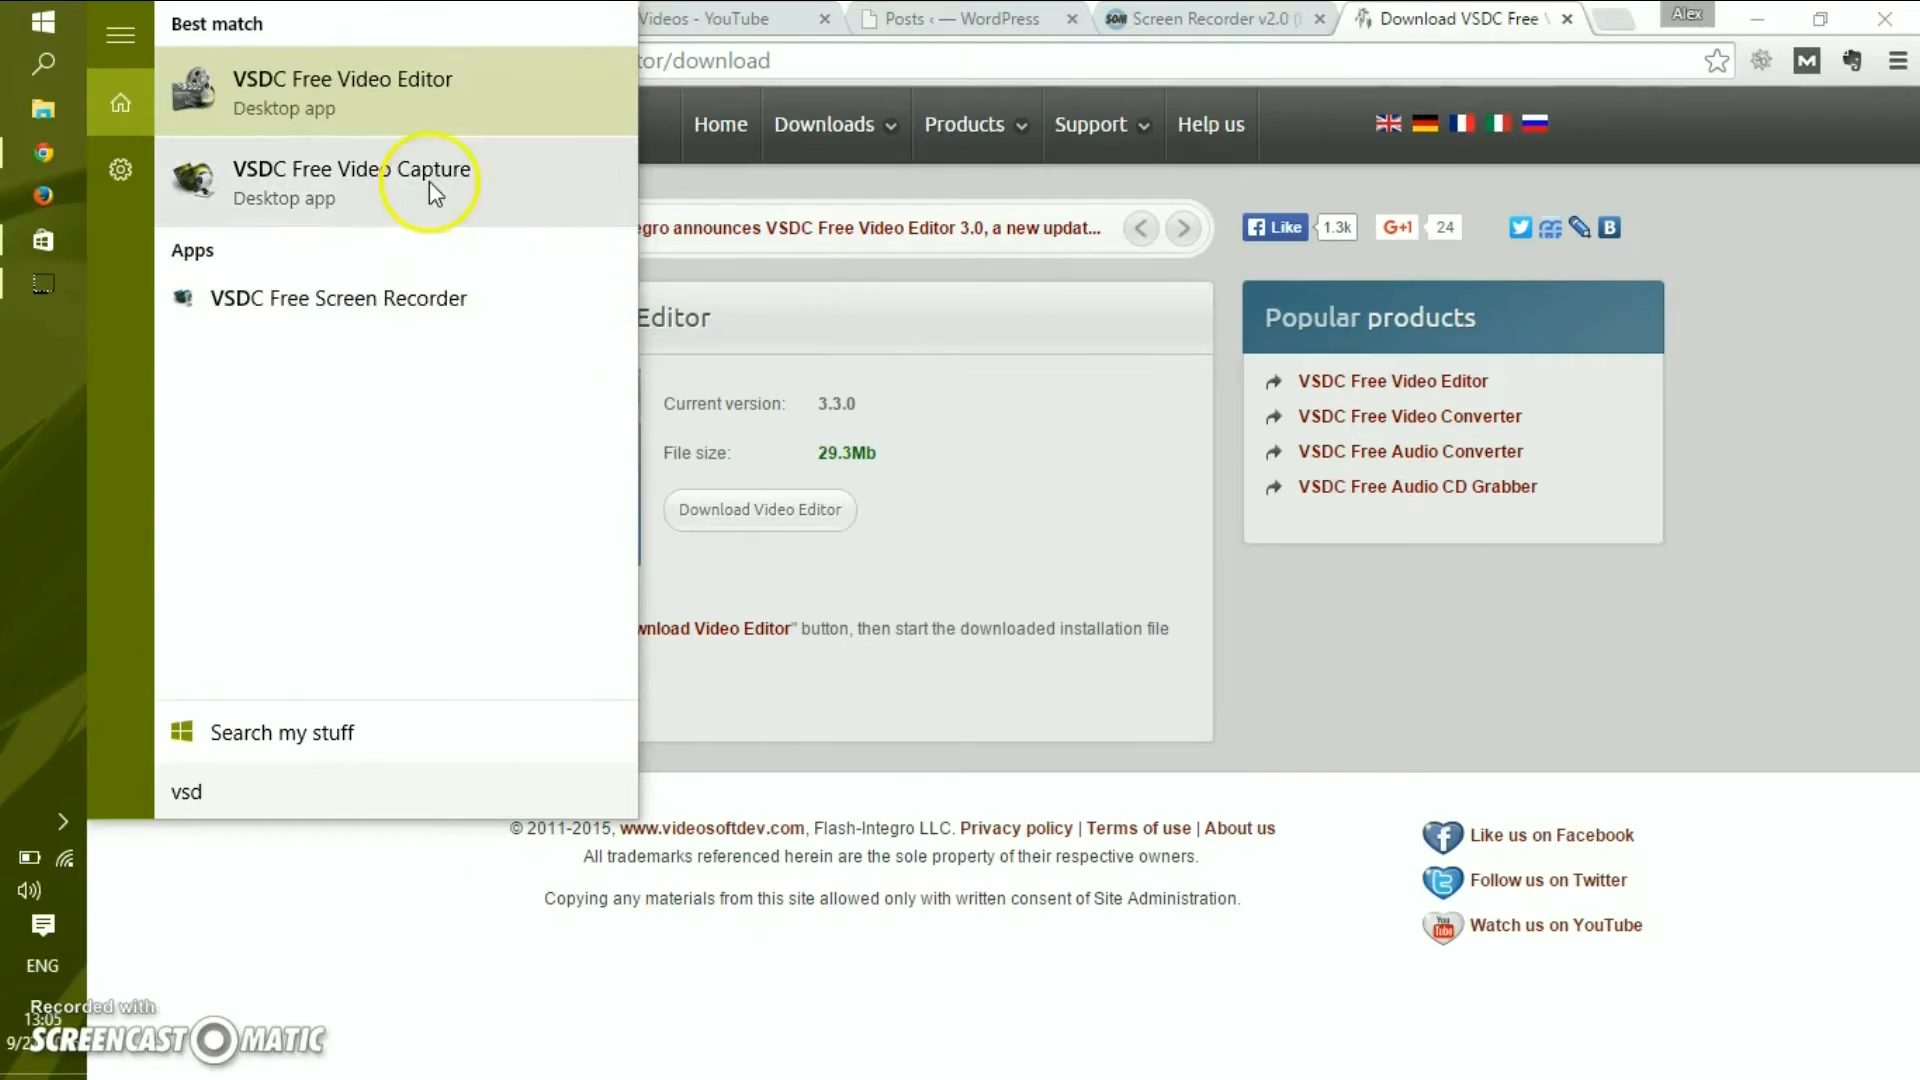 Best match
VSDC Free Video Editor
Desktop app
VSDC Free Video Capture
Desktop app
Apps
VSDC Free Screen Recorder
Search my stuff
vsd
ENG
13:05
Recorded with
SCREENCAST MATIC
Videos - YouTube
Posts ‹ — WordPress
Screen Recorder v2.0 (
Download VSDC Free
Alex
tor/download
Home
Downloads
Products
Support
Help us
egro announces VSDC Free Video Editor 3.0, a new updat...
Like
1.3k
G+1
24
Editor
Current version: 3.3.0
File size: 29.3Mb
Download Video Editor
wnload Video Editor" button, then start the downloaded installation file
Popular products
VSDC Free Video Editor
VSDC Free Video Converter
VSDC Free Audio Converter
VSDC Free Audio CD Grabber
© 2011-2015, www.videosoftdev.com, Flash-Integro LLC. Privacy policy | Terms of use | About us
All trademarks referenced herein are the sole property of their respective owners.
Copying any materials from this site allowed only with written consent of Site Administration.
Like us on Facebook
Follow us on Twitter
Watch us on YouTube